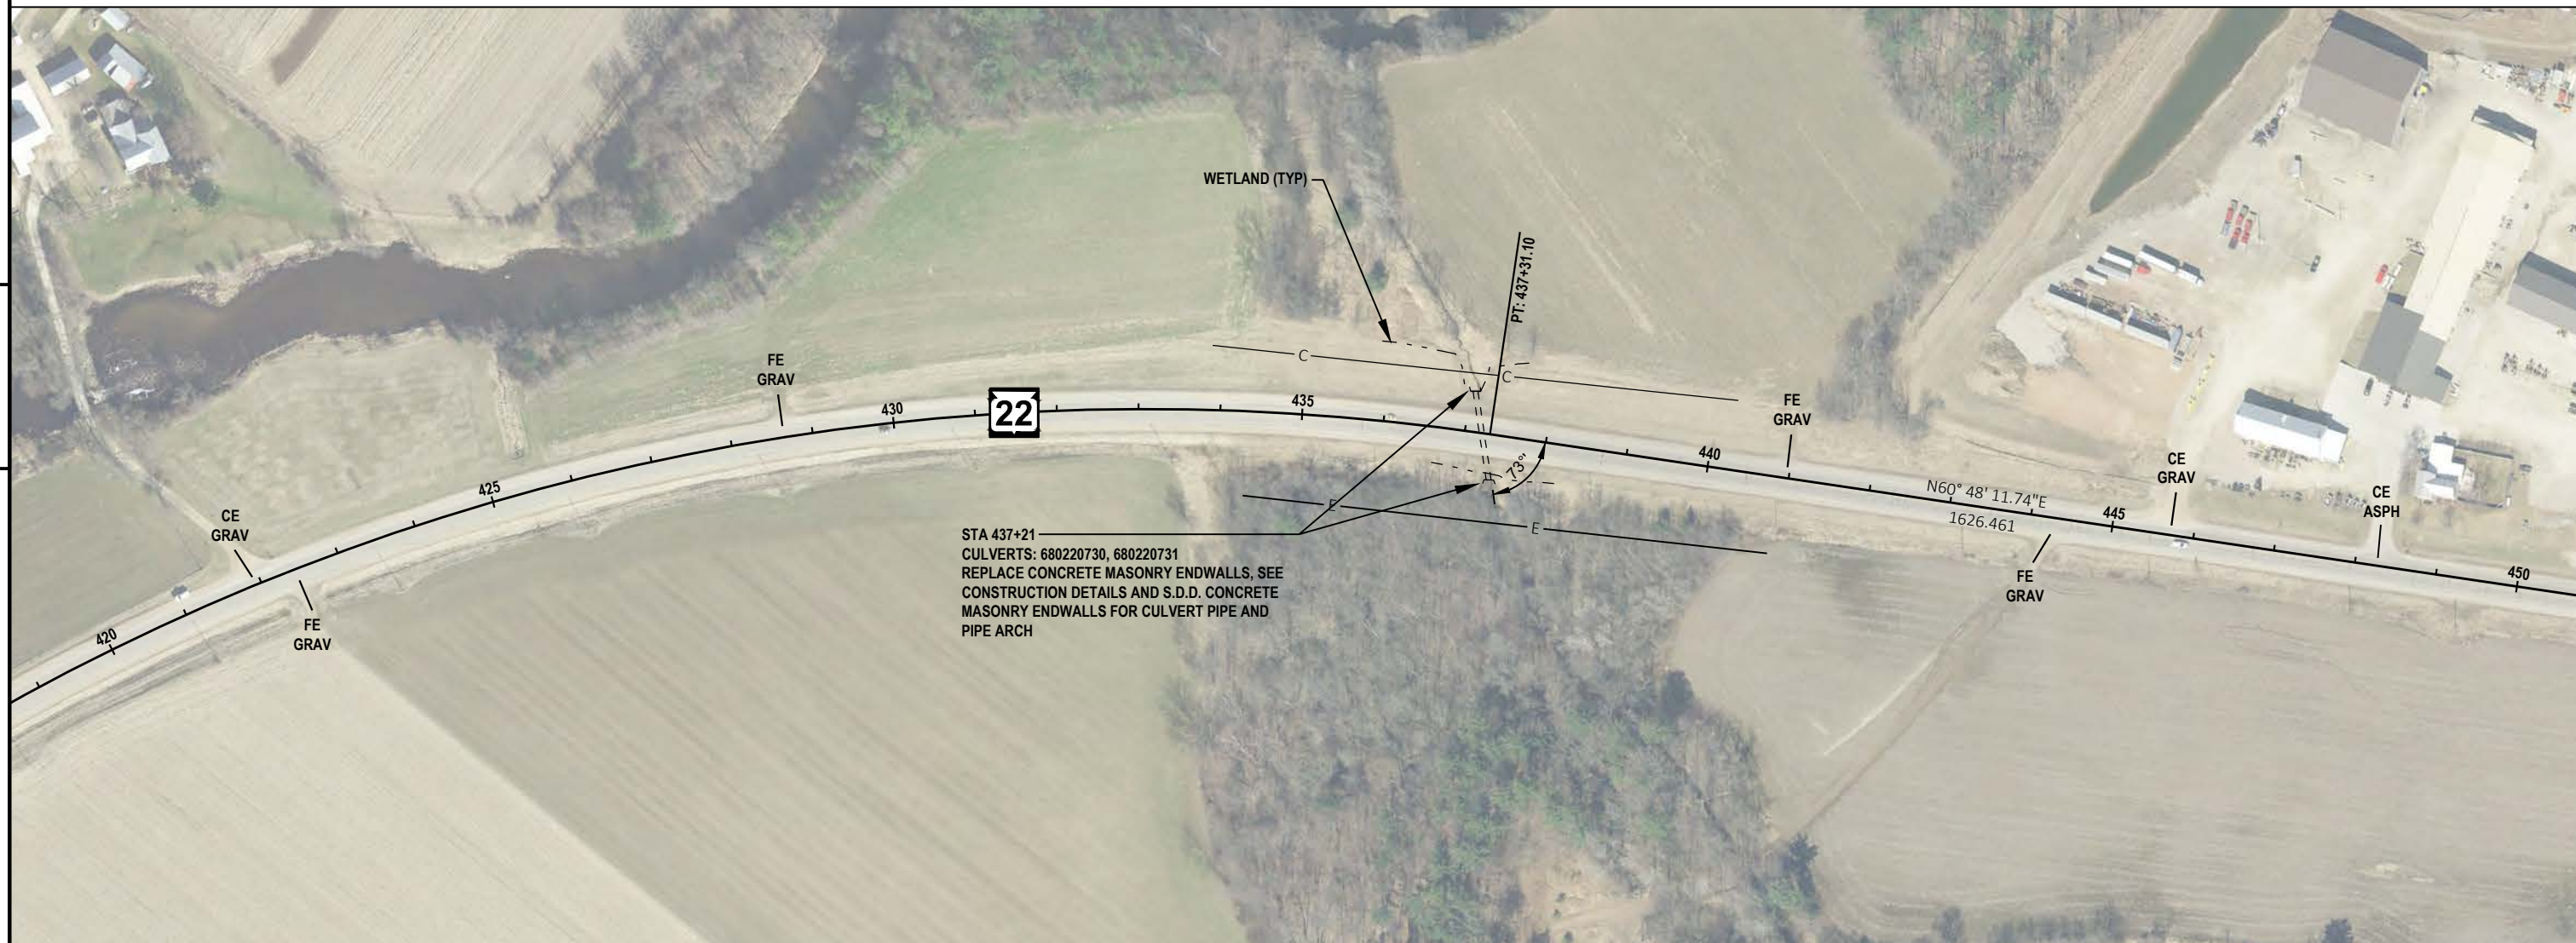 WETLAND (TYP)
PT: 437+31.10
FE
GRAV
430
22
435
C
C
FE
GRAV
440
425
73°
N60° 48' 11.74"E
1626.461
445
CE
GRAV
CE
ASPH
450
CE
GRAV
E
E
STA 437+21
CULVERTS: 680220730, 680220731
REPLACE CONCRETE MASONRY ENDWALLS, SEE
CONSTRUCTION DETAILS AND S.D.D. CONCRETE
MASONRY ENDWALLS FOR CULVERT PIPE AND
PIPE ARCH
FE
GRAV
420
FE
GRAV